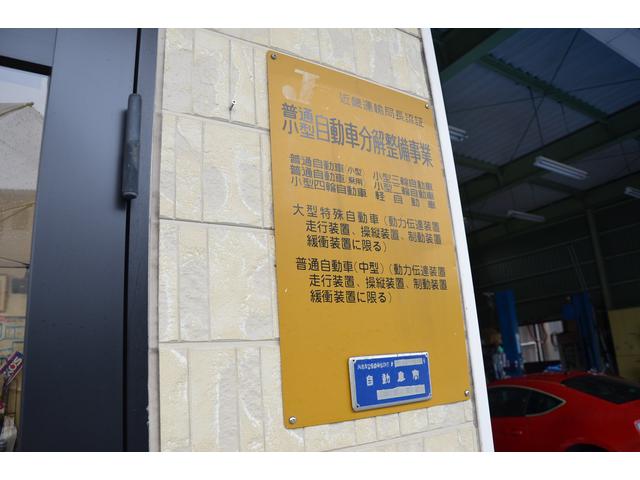 近畿運輸局長認証
普通
小型 自動車分解整備事業
普通自動車(小型) 小型三輪自動車
普通自動車(乗用) 小型二輪自動車
小型四輪自動車 軽自動車
大型特殊自動車(動力伝達装置
走行装置、操縦装置、制動装置
緩衝装置に限る)
普通自動車(中型)(動力伝達装置
走行装置、操縦装置、制動装置
緩衝装置に限る)